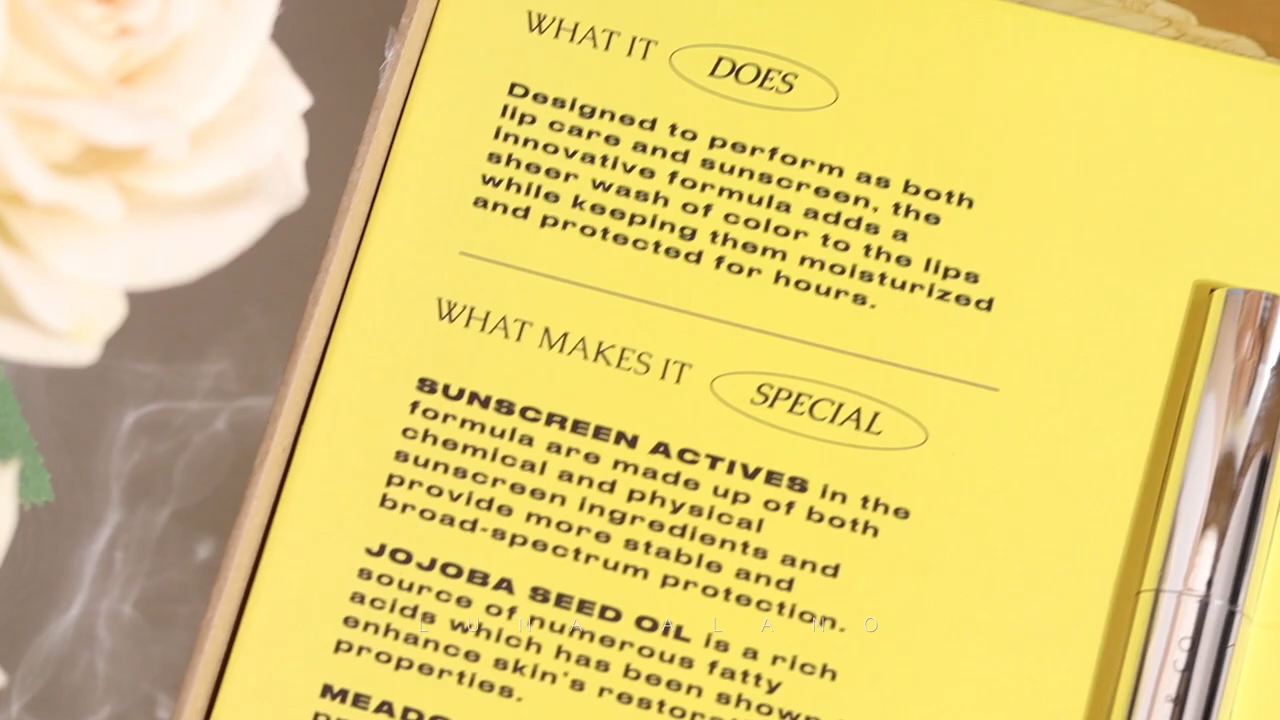 WHAT IT DOES
Designed to perform as both
lip care and sunscreen, the
innovative formula adds a
sheer wash of color to the lips
while keeping them moisturized
and protected for hours.
WHAT MAKES IT SPECIAL
SUNSCREEN ACTIVES in the
formula are made up of both
chemical and physical
sunscreen ingredients and
provide more stable and
broad-spectrum protection.
JOJOBA SEED OIL is a rich
source of numerous fatty
acids which has been shown
enhance skin's
properties.
LUNA ALANO